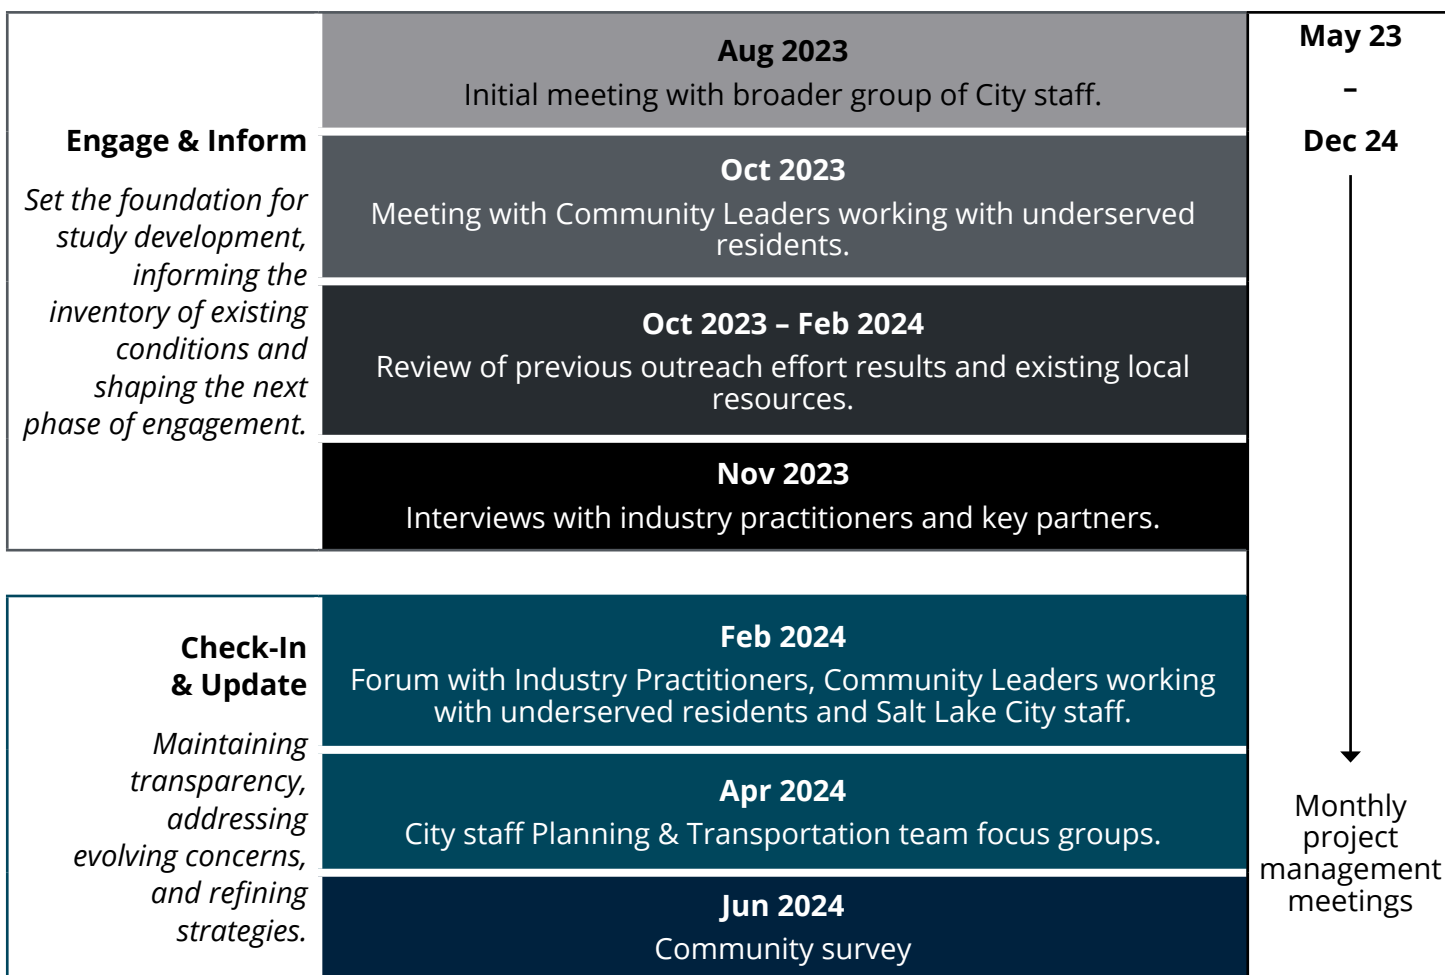 Engage & Inform
Set the foundation for
study development,
informing the
inventory of existing
conditions and
shaping the next
phase of engagement.
Aug 2023
Initial meeting with broader group of City staff.
Oct 2023
Meeting with Community Leaders working with underserved
residents.
Oct 2023 – Feb 2024
Review of previous outreach effort results and existing local
resources.
Nov 2023
Interviews with industry practitioners and key partners.
Check-In
& Update
Maintaining
transparency,
addressing
evolving concerns,
and refining
strategies.
Feb 2024
Forum with Industry Practitioners, Community Leaders working
with underserved residents and Salt Lake City staff.
Apr 2024
City staff Planning & Transportation team focus groups.
Jun 2024
Community survey
May 23
–
Dec 24
Monthly
project
management
meetings